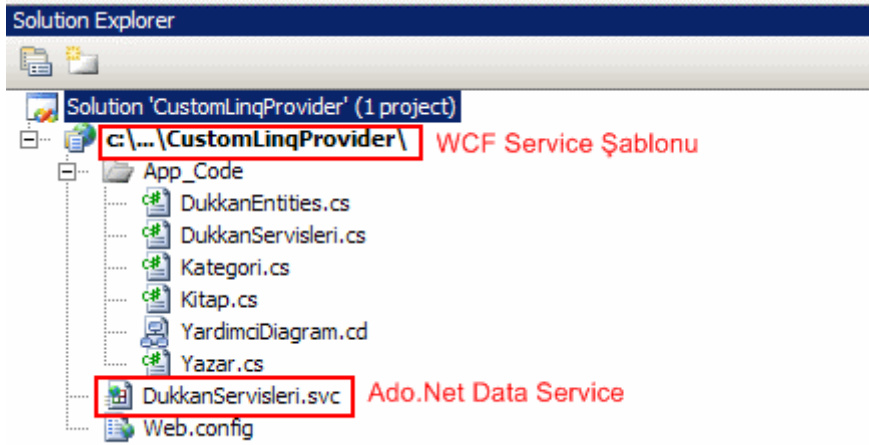 Solution Explorer
Solution 'CustomLinqProvider' (1 project)
c:\...\CustomLinqProvider\ WCF Service Şablonu
App_Code
DukkanEntities.cs
DukkanServisleri.cs
Kategori.cs
Kitap.cs
YardimciDiagram.cd
Yazar.cs
DukkanServisleri.svc Ado.Net Data Service
Web.config